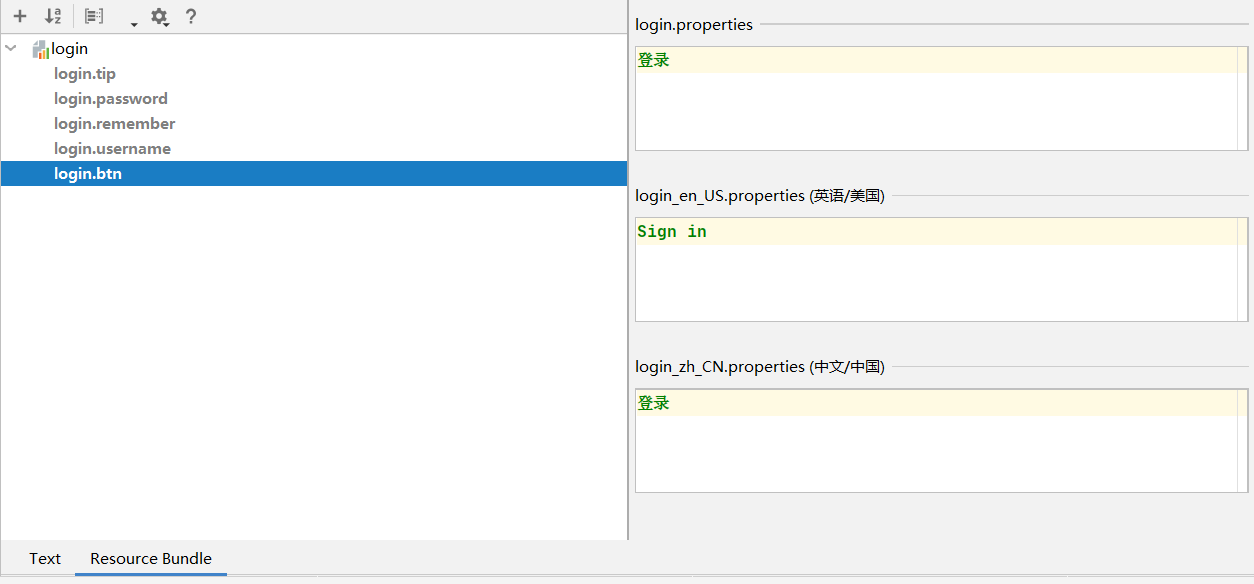 login
login.tip
login.password
login.remember
login.username
login.btn
login.properties
登录
login_en_US.properties (英语/美国)
Sign in
login_zh_CN.properties (中文/中国)
登录
Text
Resource Bundle